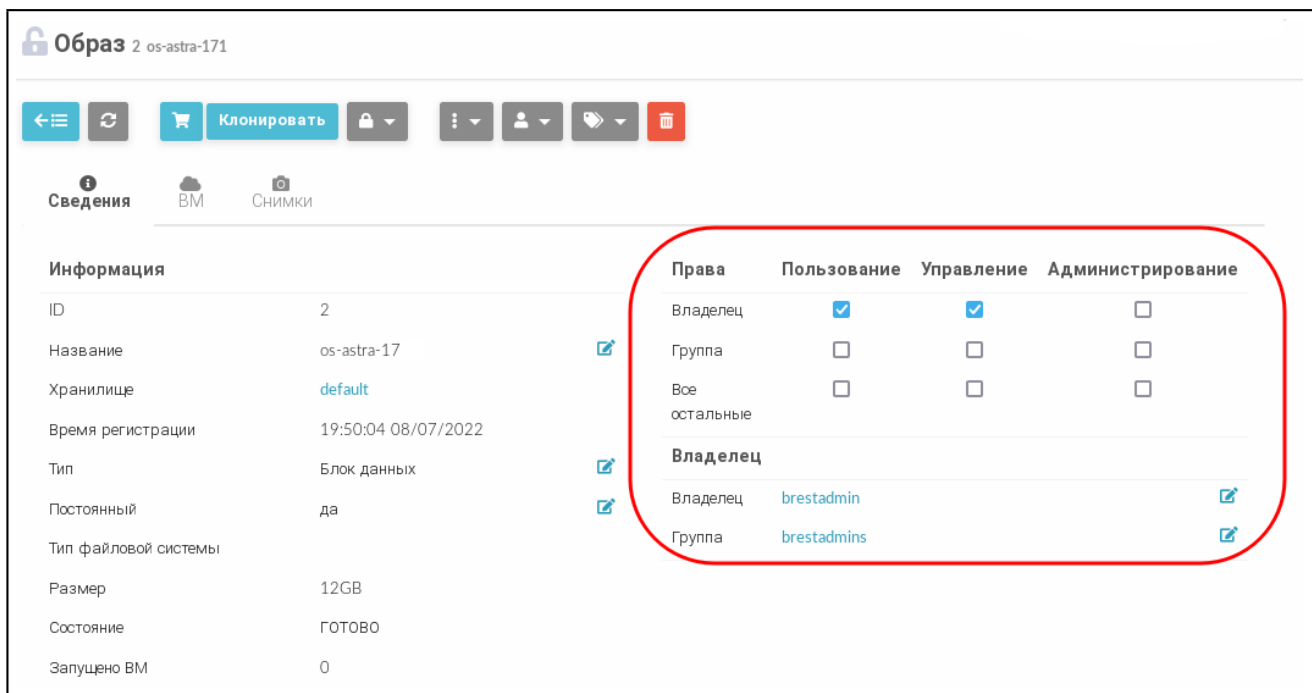 Образ 2 os-astra-171
Клонировать
Сведения ВМ Снимки
Информация
ID 2
Название os-astra-17
Хранилище default
Время регистрации 19:50:04 08/07/2022
Тип Блок данных
Постоянный да
Тип файловой системы
Размер 12GB
Состояние ГОТОВО
Запущено ВМ 0
Права Пользование Управление Администрирование
Владелец
Группа
Все
остальные
Владелец
Владелец brestadmin
Группа brestadmins